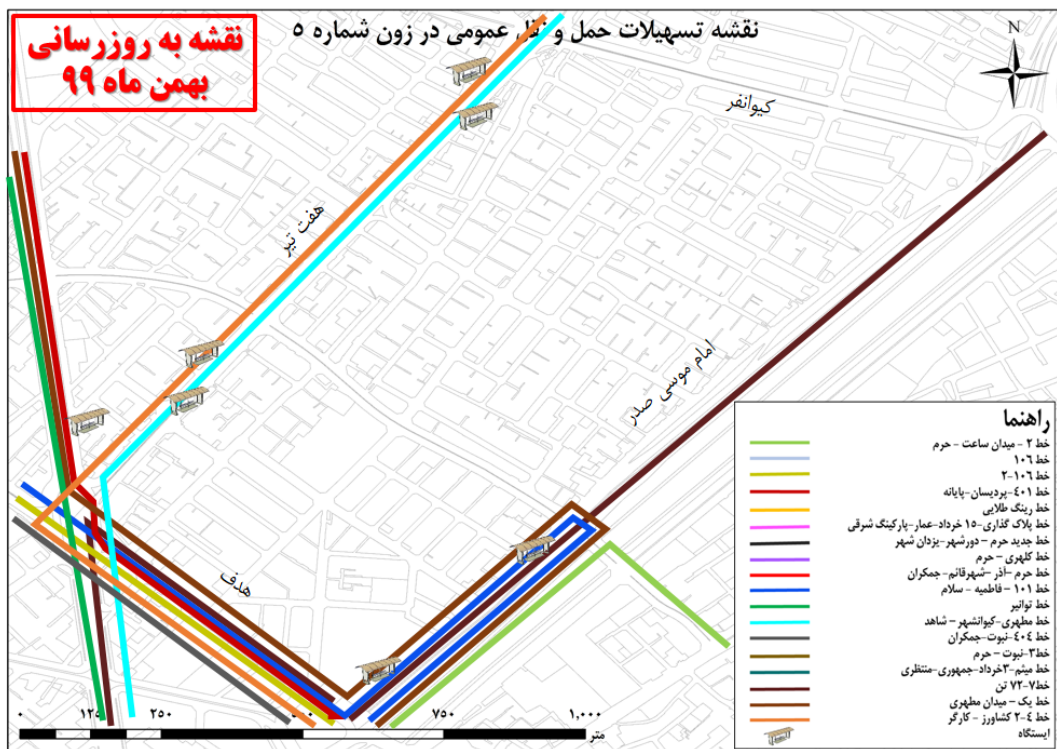 نقشه تسهیلات حمل و نقل عمومی در زون شماره ۵
نقشه به روزرسانی
بهمن ماه ۹۹
N
کیوانفر
هفت تیر
امام موسی صدر
هدف
راهنما
خط ۲ - میدان ساعت - حرم
خط ۱۰۶
خط ۱۰۶-۲
خط ۴۰۱-پردیسان-پایانه
خط رینگ طلایی
خط پلاک گذاری-۱۵ خرداد-عمار-پارکینگ شرقی
خط جدید حرم - دورشهر-یزدان شهر
خط کلهری - حرم
خط حرم -آذر -شهرقائم-جمکران
خط ۱۰۱ - فاطمیه - سلام
خط توانیر
خط مطهری-کیوانشهر - شاهد
خط ۴۰۴-نبوت-جمکران
خط۳-نبوت - حرم
خط میثم-۳خرداد-جمهوری-منتظری
خط۷-۷۲ تن
خط یک - میدان مطهری
خط ۴-۲ کشاورز - کارگر
ایستگاه
۰ ۱۲۵ ۲۵۰ ۷۵۰ ۱,۰۰۰
متر